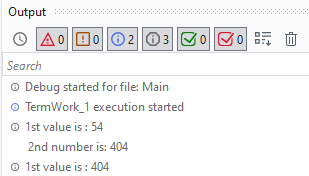 Output
0 0 2 3 0 0
Search
Debug started for file: Main
TermWork_1 execution started
1st value is : 54
2nd number is: 404
1st value is : 404